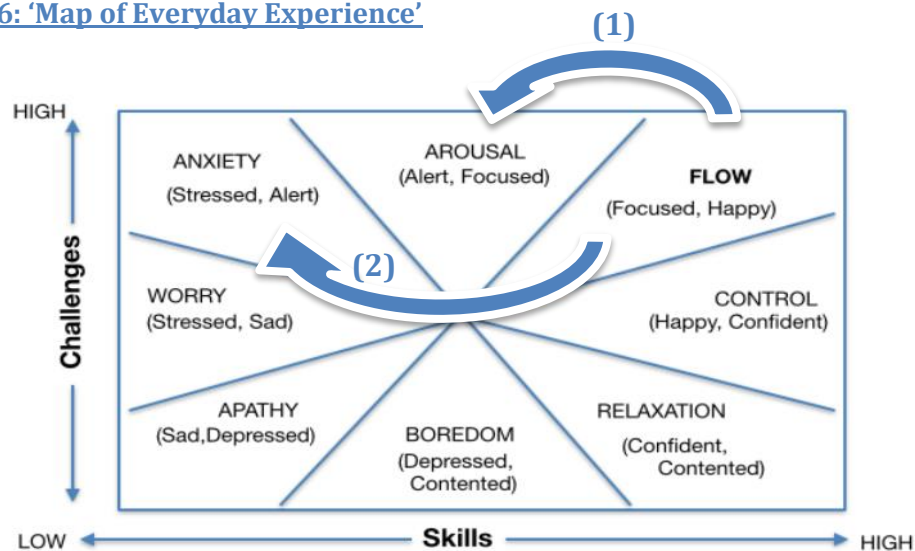 6: ‘Map of Everyday Experience’
(1)
HIGH
ANXIETY
(Stressed, Alert)
AROUSAL
(Alert, Focused)
FLOW
(Focused, Happy)
(2)
Challenges
WORRY
(Stressed, Sad)
CONTROL
(Happy, Confident)
APATHY
(Sad,Depressed)
BOREDOM
(Depressed,
Contented)
RELAXATION
(Confident,
Contented)
LOW
Skills
HIGH